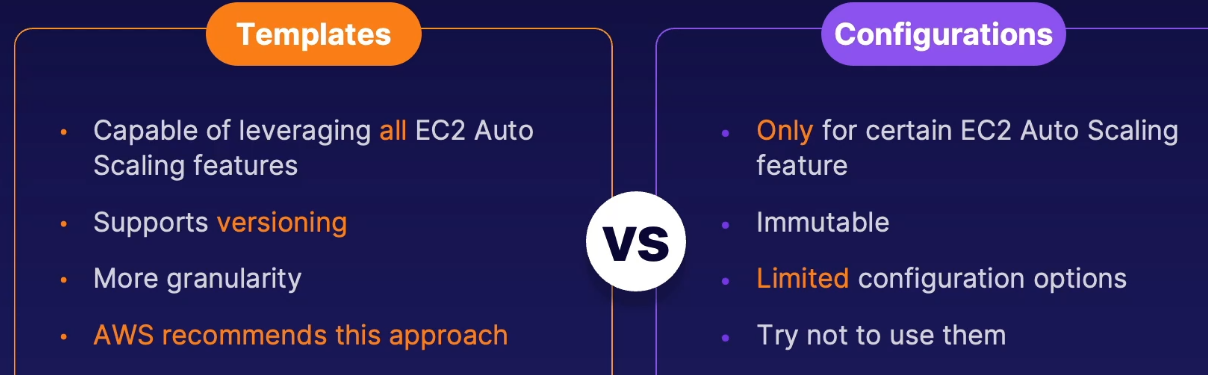 Templates
• Capable of leveraging all EC2 Auto
Scaling features
• Supports versioning
• More granularity
• AWS recommends this approach
VS
Configurations
• Only for certain EC2 Auto Scaling
feature
• Immutable
• Limited configuration options
• Try not to use them